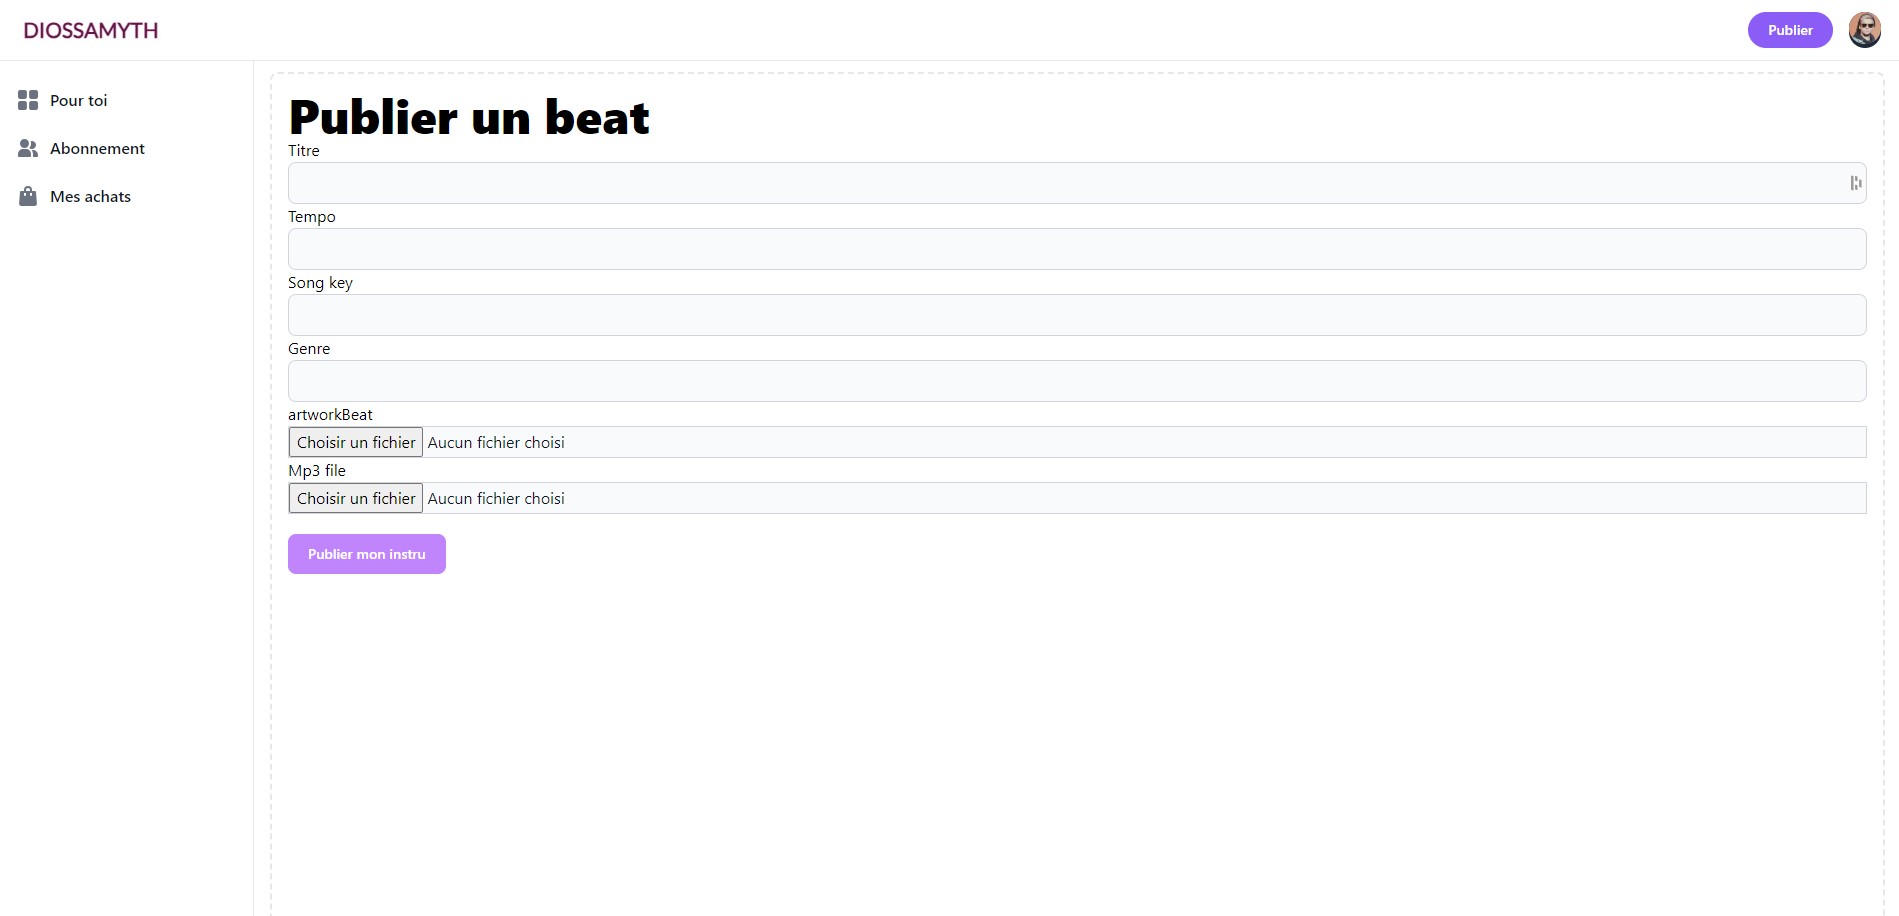 DIOSSAMYTH
Publier
Pour toi
Abonnement
Mes achats
Publier un beat
Titre
Tempo
Song key
Genre
artworkBeat
Choisir un fichier Aucun fichier choisi
Mp3 file
Choisir un fichier Aucun fichier choisi
Publier mon instru